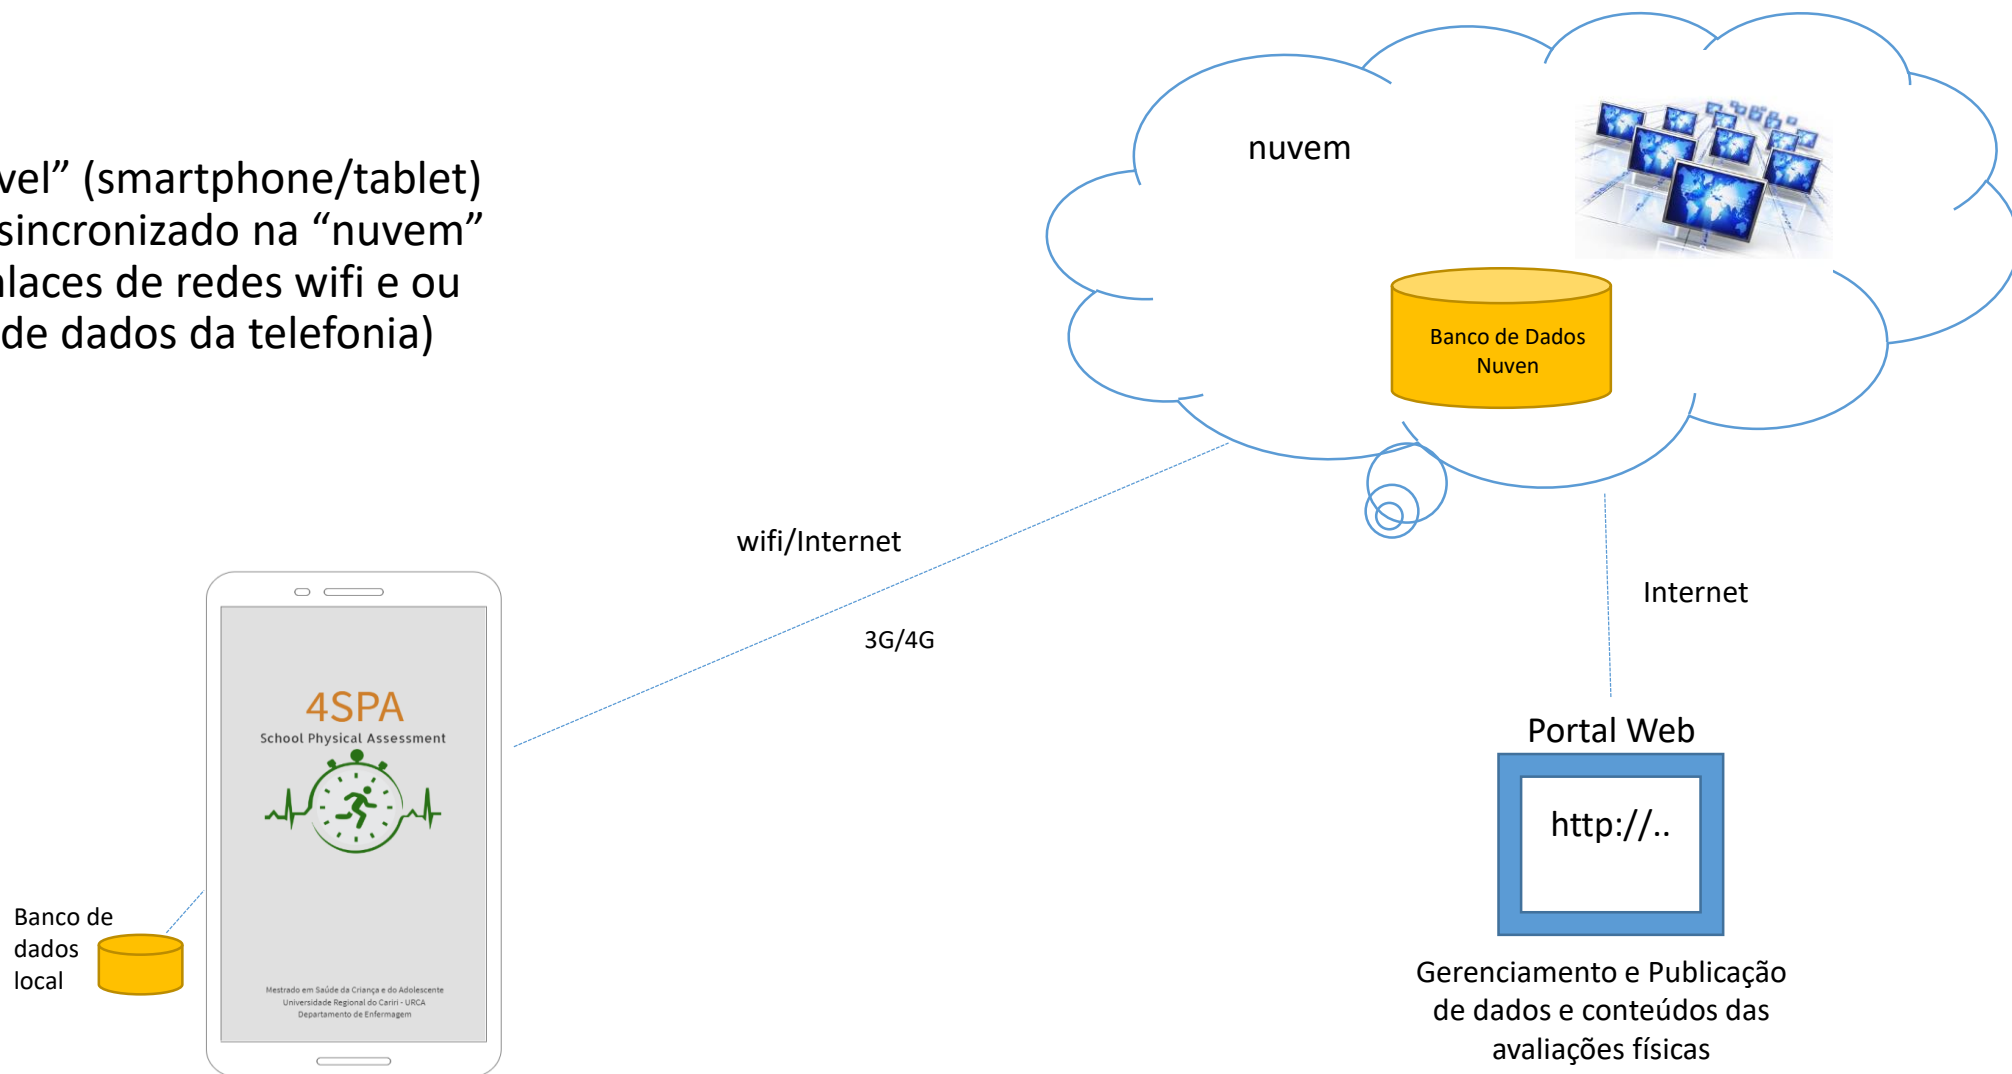 vel” (smartphone/tablet)
sincronizado na “nuvem”
laces de redes wifi e ou
de dados da telefonia)
nuvem
Banco de Dados
Nuven
wifi/Internet
3G/4G
Internet
4SPA
School Physical Assessment
Mestrado em Saúde da Criança e do Adolescente
Universidade Regional do Cariri - URCA
Departamento de Enfermagem
Banco de
dados
local
Portal Web
http://..
Gerenciamento e Publicação
de dados e conteúdos das
avaliações físicas